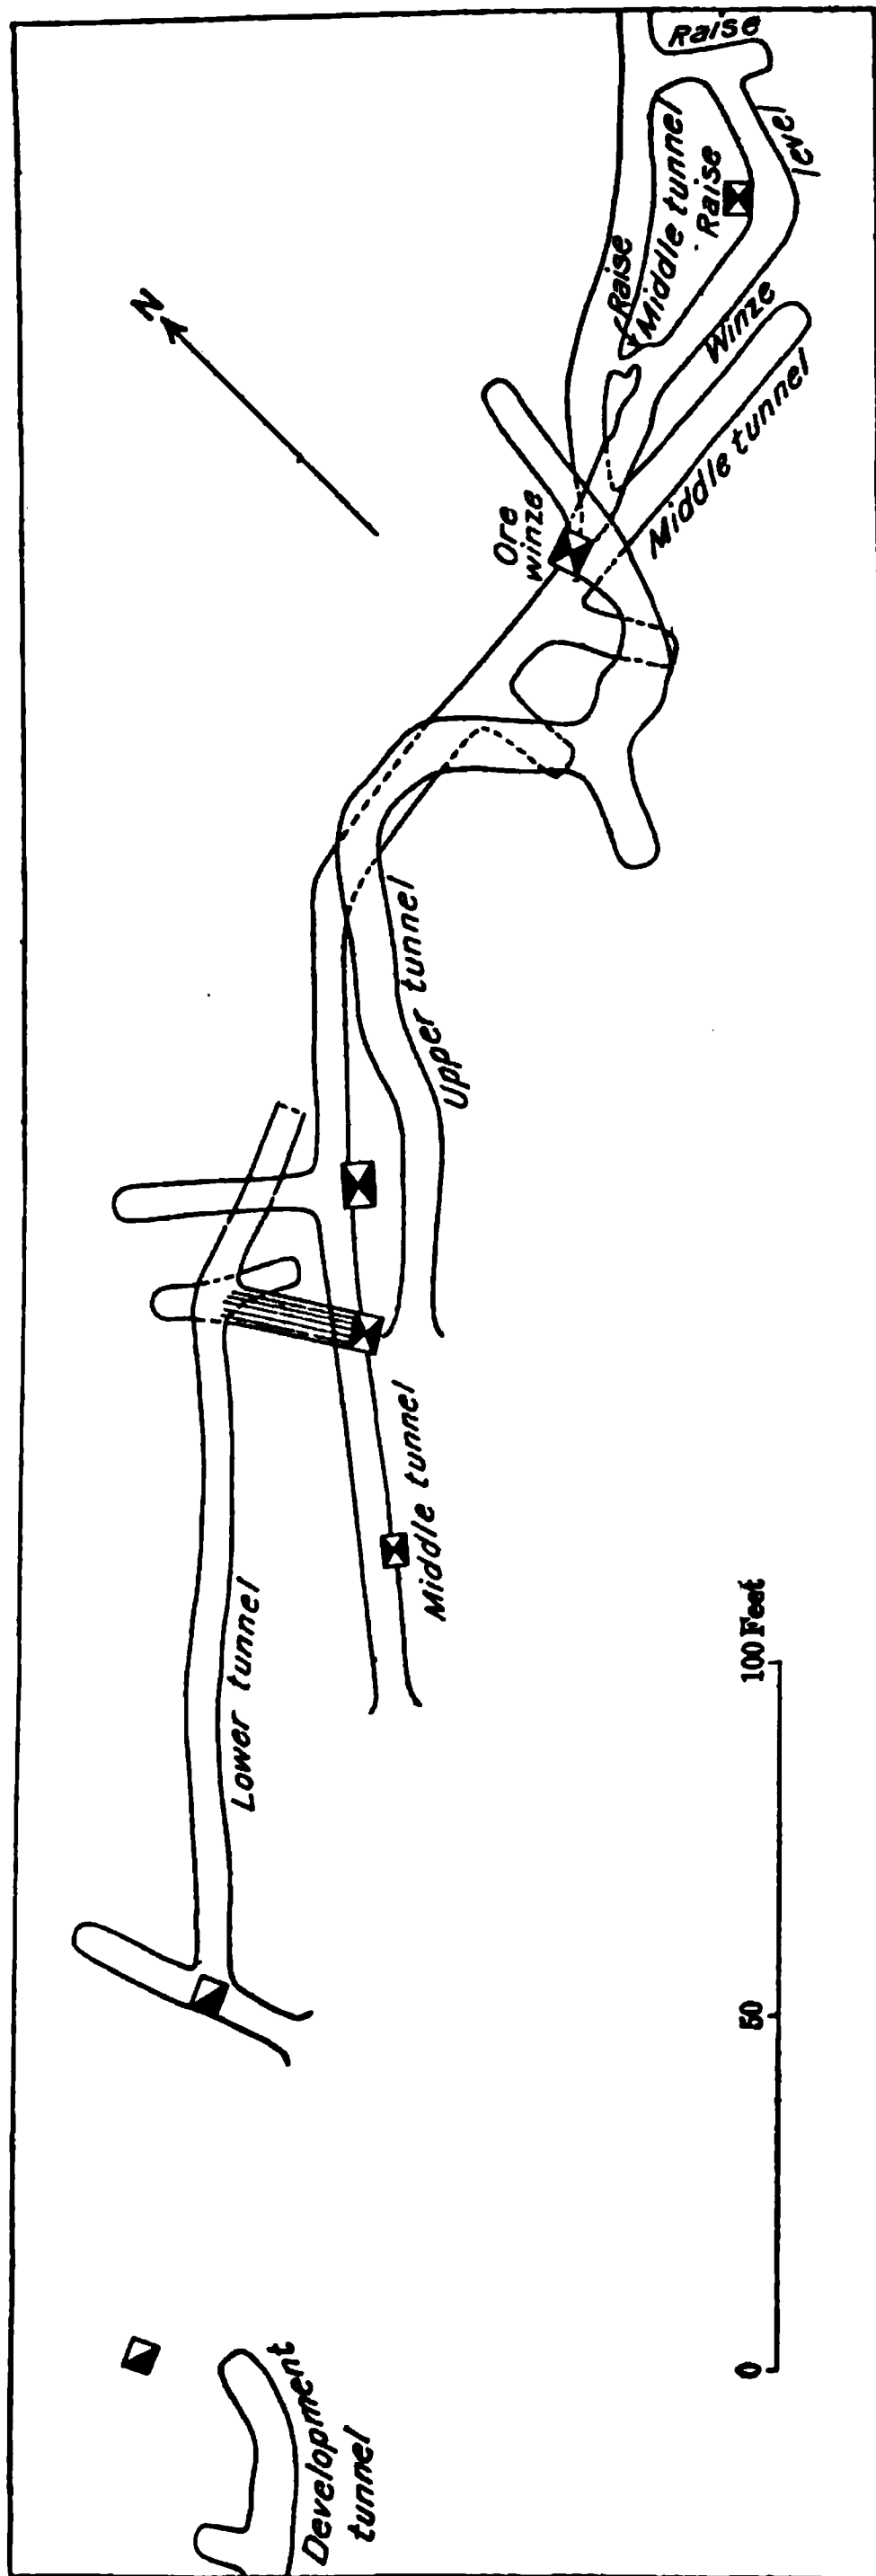 Raise
level
Middle tunnel
Raise
Raise
Winze
Middle tunnel
N
Ore
winze
Upper tunnel
Middle tunnel
Lower tunnel
100 Feet
50
0
Development
tunnel